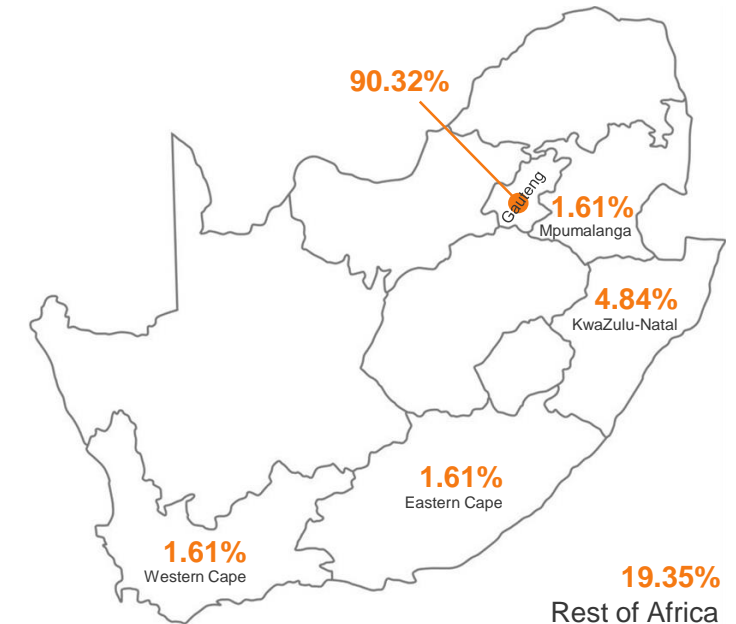 90.32%
Gauteng
1.61%
Mpumalanga
4.84%
KwaZulu-Natal
1.61%
Eastern Cape
1.61%
Western Cape
19.35%
Rest of Africa